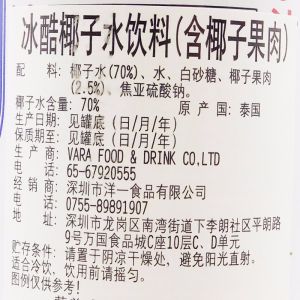 冰酷椰子水饮料(含椰子果肉)
配 料: 椰子水(70%)、水、白砂糖、椰子果肉
(2.5%)、焦亚硫酸钠。
椰子水含量: 70% 原 产 国: 泰国
生产日期: 见罐底 (日/月/年)
保质期至: 见罐底 (日/月/年)
生 产 商: VARA FOOD & DRINK CO.LTD
电 话: 65-67920555
经 销 商: 深圳市洋一食品有限公司
电 话: 0755-89891907
地 址: 深圳市龙岗区南湾街道下李朗社区平朗路
9号万国食品城C座10层C、D单元
贮存条件: 请置于阴凉干燥处, 避免阳光直射。
适合冷饮, 饮用前请摇匀。
图例仅供参考!